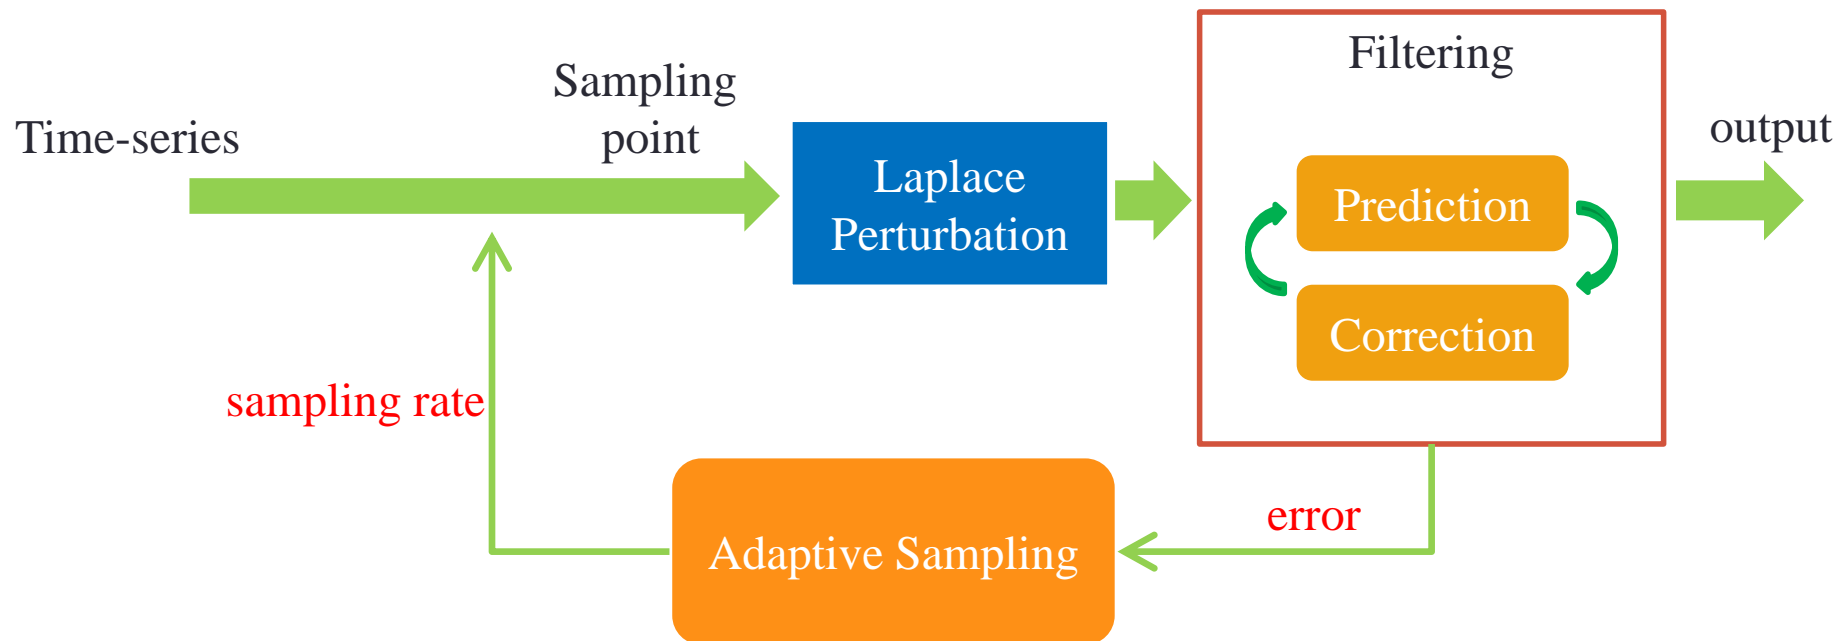 Time-series
Sampling
point
Laplace
Perturbation
Filtering
Prediction
Correction
output
sampling rate
Adaptive Sampling
error